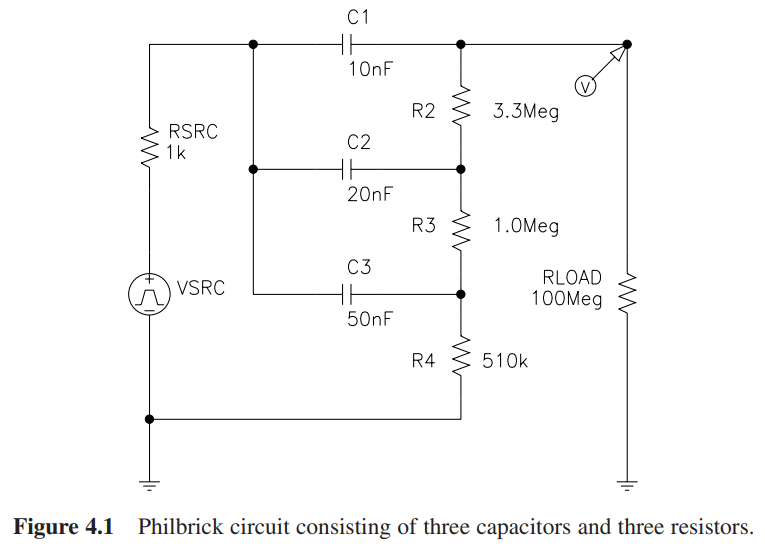 C1
10nF
RSRC
1k
R2 3.3Meg
V
C2
20nF
R3 1.0Meg
C3
50nF
VSRC
RLOAD
100Meg
R4 510k
Figure 4.1 Philbrick circuit consisting of three capacitors and three resistors.